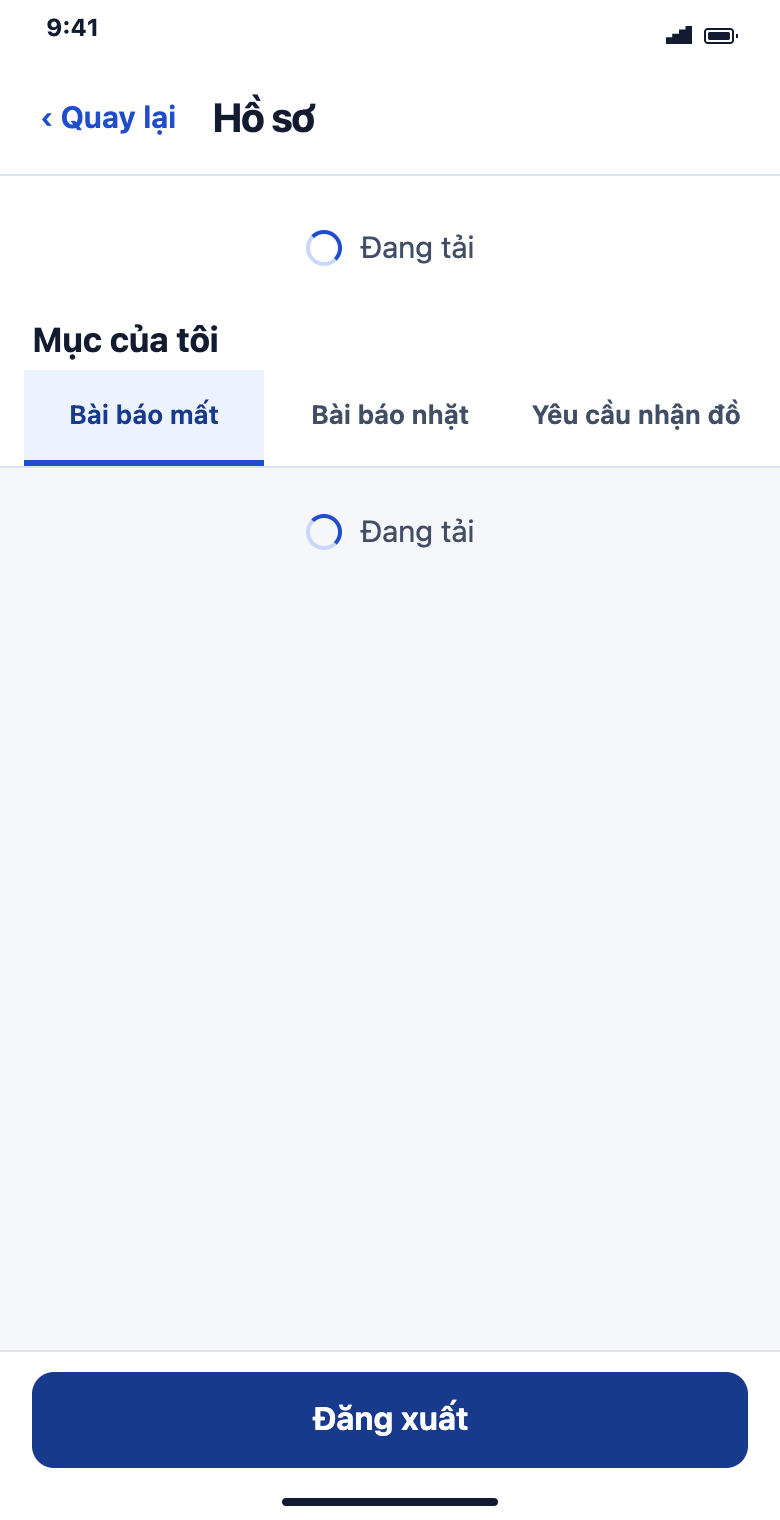 9:41
‹ Quay lại Hồ sơ
Đang tải
Mục của tôi
Bài báo mất Bài báo nhặt Yêu cầu nhận đồ
Đang tải
Đăng xuất